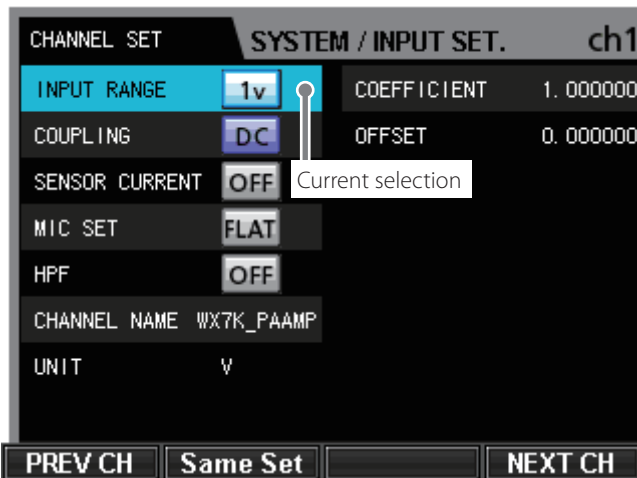 CHANNEL SET SYSTEM / INPUT SET. ch1
INPUT RANGE 1v COEFFICIENT 1.000000
COUPLING DC OFFSET 0.000000
SENSOR CURRENT OFF Current selection
MIC SET FLAT
HPF OFF
CHANNEL NAME WX7K_PAAMP
UNIT V
PREV CH Same Set NEXT CH